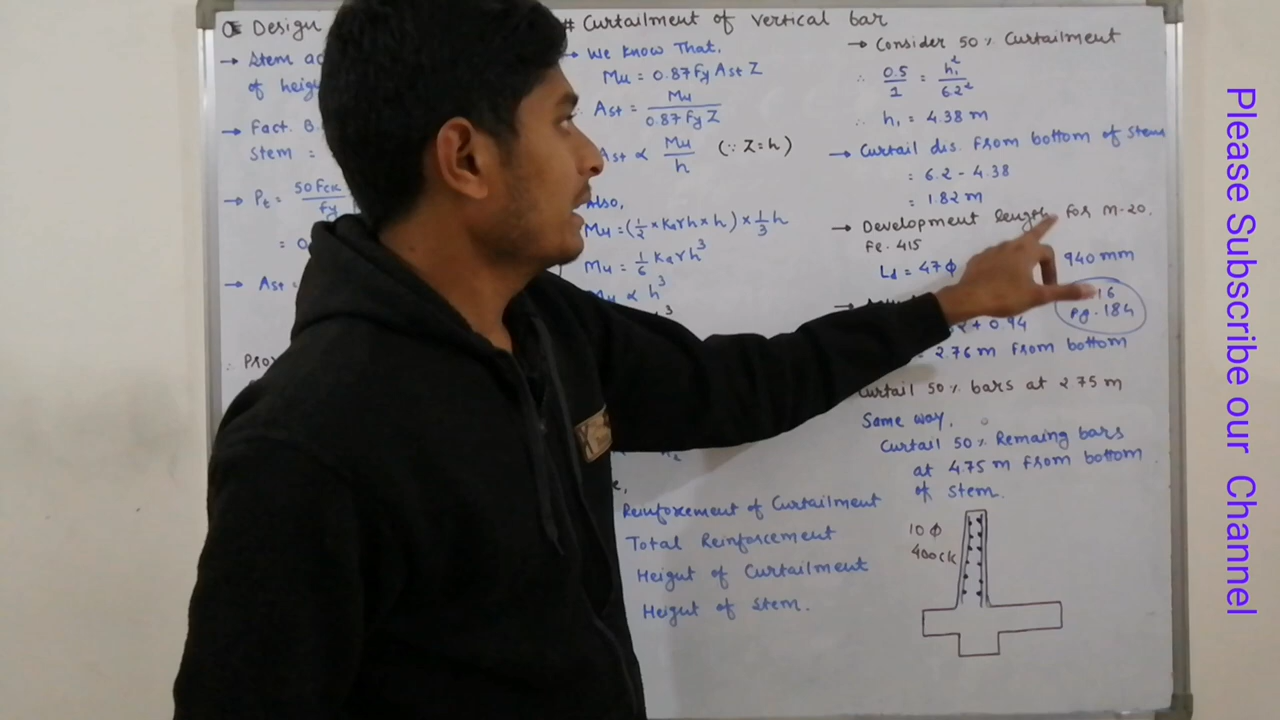 Design
→ Stem
of heigh
→ Fact. B.
Stem =
→ Pt = 50 Fck
fy
= 0
→ Ast =
∴ Prov
# Curtailment of vertical bar
We know That,
Mu = 0.87 Fy Ast Z
Ast = Mu
0.87 Fy Z
Ast ∝ Mu (∵ Z = h)
h
Also,
Mu = (1/2 × Ka γ h × h) × 1/3 h
Mu = 1/6 Ka γ h³
∝ h³
Reinforcement of Curtailment
Total Reinforcement
Height of Curtailment
Height of Stem.
→ Consider 50 % Curtailment
∴ 0.5/1 = h₁²/6.2²
∴ h₁ = 4.38 m
→ Curtail dis. From bottom of Stem
= 6.2 - 4.38
= 1.82 m
→ Development length for M-20,
Fe-415
Ld = 47 φ 940 mm
16
Pg. 184
+ 0.94
= 2.76 m From bottom
Curtail 50 % bars at 2.75 m
Same way,
Curtail 50 % Remaing bars
at 4.75 m from bottom
of stem.
10 φ
400 c/c
Please Subscribe our Channel